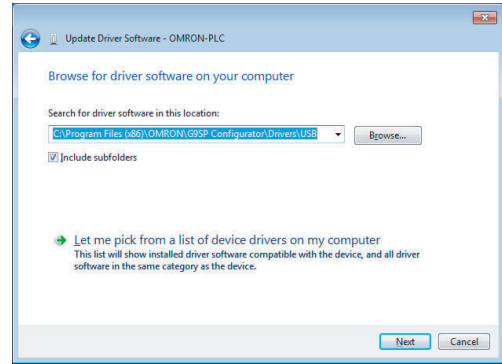 Update Driver Software - OMRON-PLC
Browse for driver software on your computer
Search for driver software in this location:
C:\Program Files (x86)\OMRON\G9SP Configurator\Drivers\USB
Browse...
Include subfolders
Let me pick from a list of device drivers on my computer
This list will show installed driver software compatible with the device, and all driver
software in the same category as the device.
Next Cancel